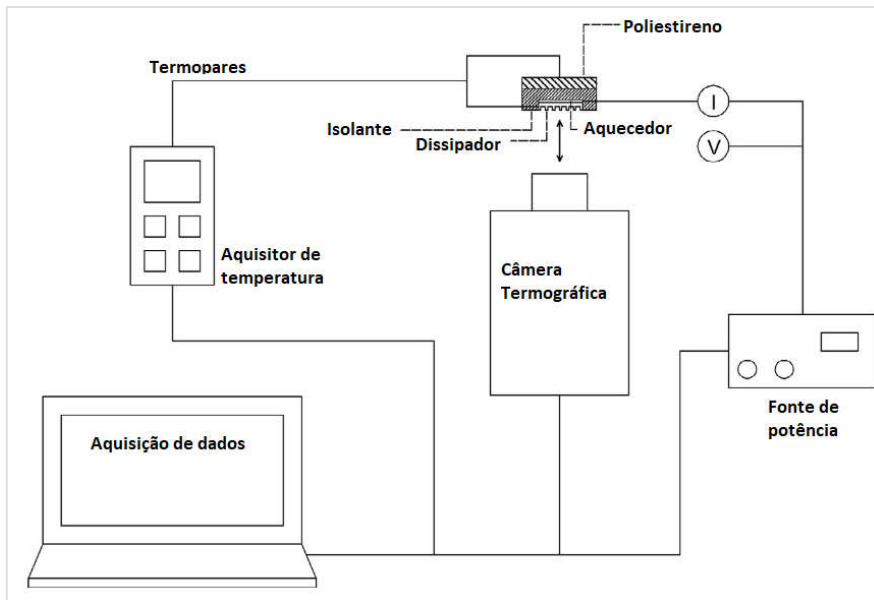 Poliestireno
Termopares
Isolante
Dissipador
Aquecedor
I
V
Aquisitor de
temperatura
Câmera
Termográfica
Fonte de
potência
Aquisição de dados